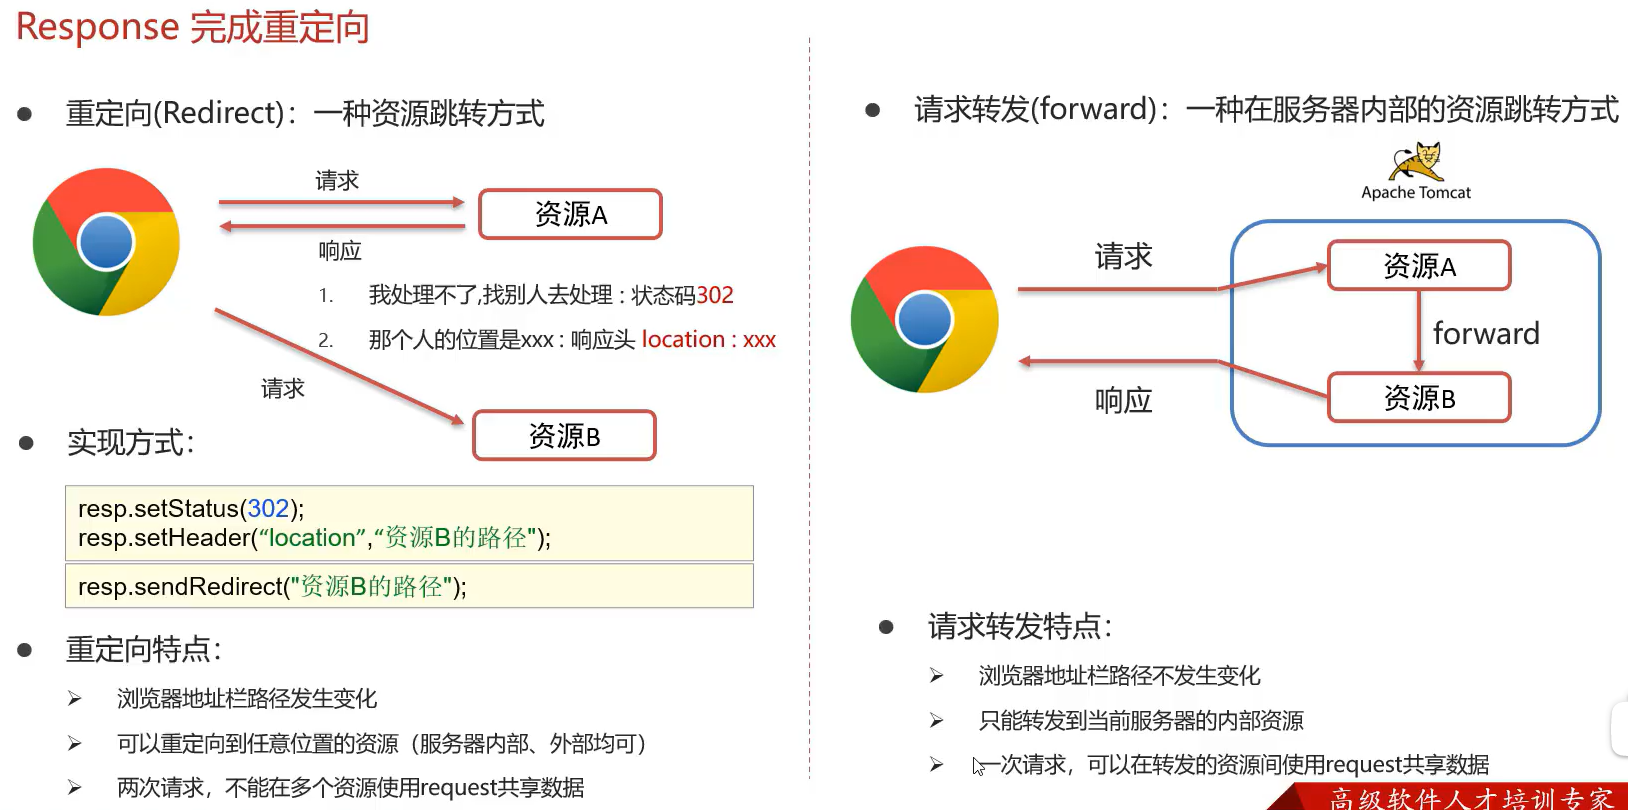 Response 完成重定向
重定向(Redirect)：一种资源跳转方式
请求
资源A
响应
1. 我处理不了,找别人去处理 : 状态码302
2. 那个人的位置是xxx : 响应头 location : xxx
请求
资源B
实现方式：
resp.setStatus(302);
resp.setHeader(“location”,“资源B的路径");
resp.sendRedirect("资源B的路径");
重定向特点：
浏览器地址栏路径发生变化
可以重定向到任意位置的资源（服务器内部、外部均可）
两次请求，不能在多个资源使用request共享数据
请求转发(forward)：一种在服务器内部的资源跳转方式
Apache Tomcat
请求
资源A
forward
资源B
响应
请求转发特点：
浏览器地址栏路径不发生变化
只能转发到当前服务器的内部资源
一次请求，可以在转发的资源间使用request共享数据
高级软件人才培训专家